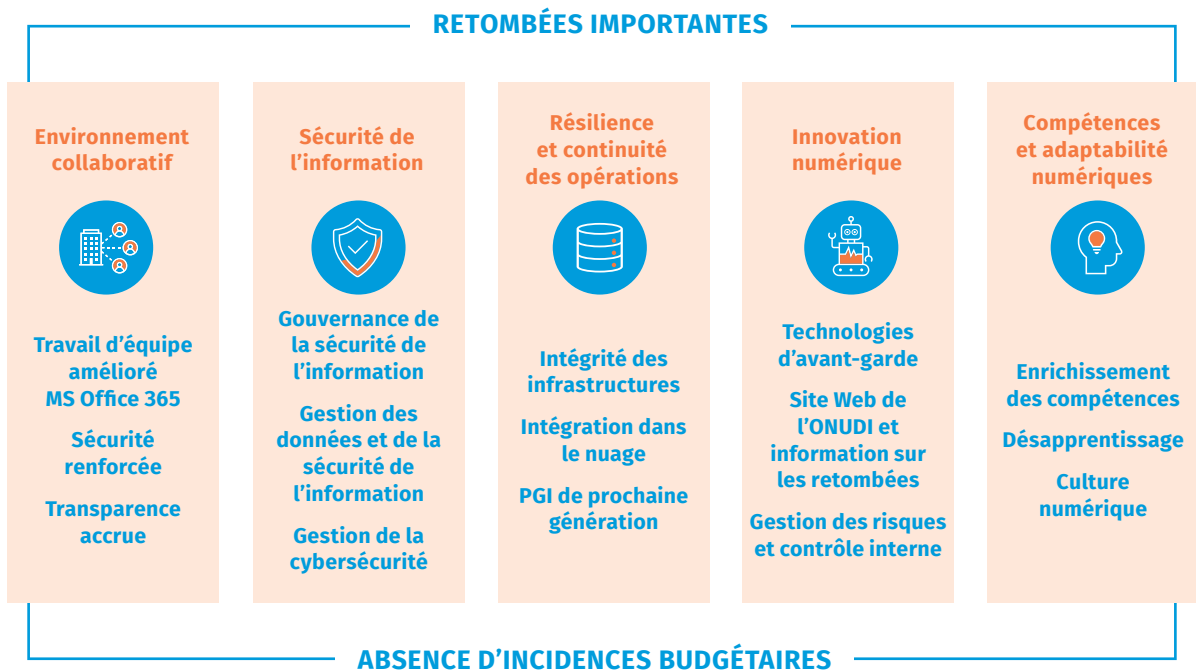 RETOMBÉES IMPORTANTES
Environnement
collaboratif
Travail d’équipe
amélioré
MS Office 365
Sécurité
renforcée
Transparence
accrue
Sécurité de
l’information
Gouvernance de
la sécurité de
l’information
Gestion des
données et de la
sécurité de
l’information
Gestion de la
cybersécurité
Résilience
et continuité
des opérations
Intégrité des
infrastructures
Intégration dans
le nuage
PGI de prochaine
génération
Innovation
numérique
Technologies
d’avant-garde
Site Web de
l’ONUDI et
information sur
les retombées
Gestion des risques
et contrôle interne
Compétences
et adaptabilité
numériques
Enrichissement
des compétences
Désapprentissage
Culture
numérique
ABSENCE D’INCIDENCES BUDGÉTAIRES